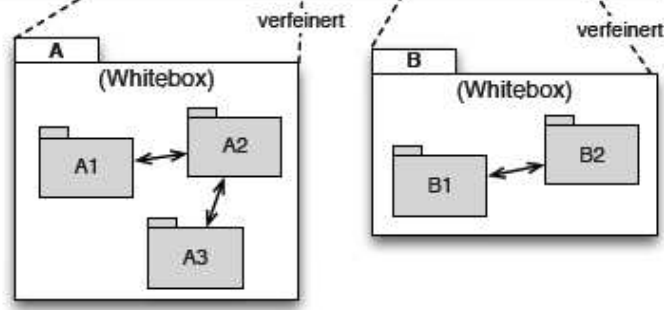 verfeinert
A
(Whitebox)
A1
A2
A3
verfeinert
B
(Whitebox)
B1
B2